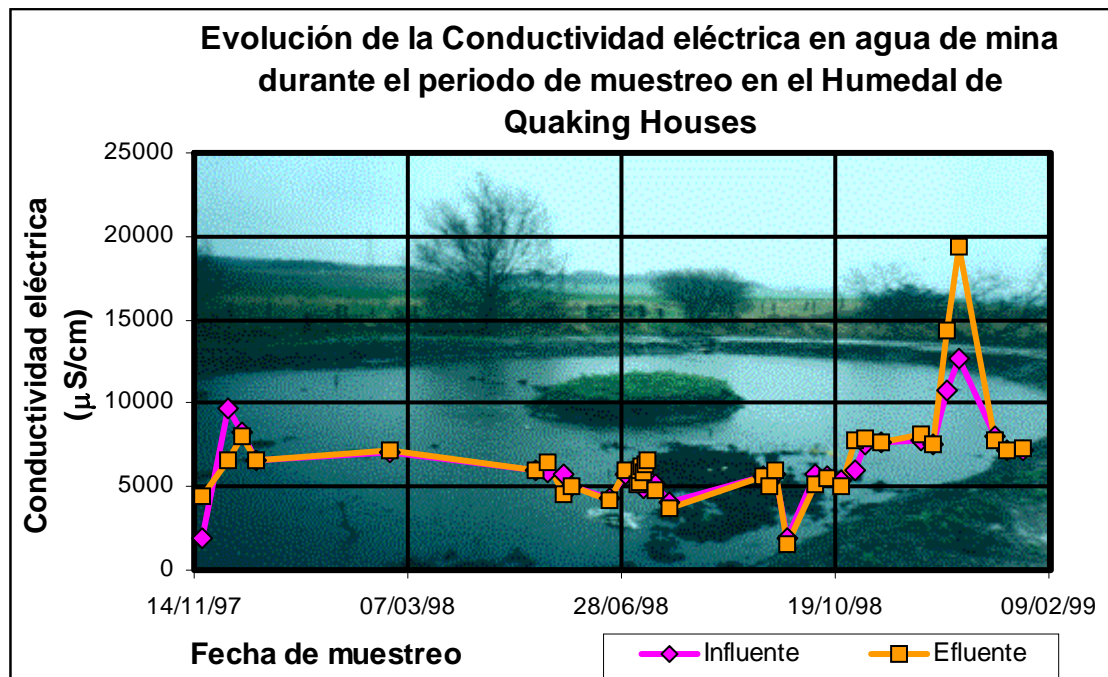 Evolución de la Conductividad eléctrica en agua de mina
durante el periodo de muestreo en el Humedal de
Quaking Houses
25000
20000
15000
10000
5000
0
Conductividad eléctrica
(µS/cm)
14/11/97 07/03/98 28/06/98 19/10/98 09/02/99
Fecha de muestreo
Influente Efluente